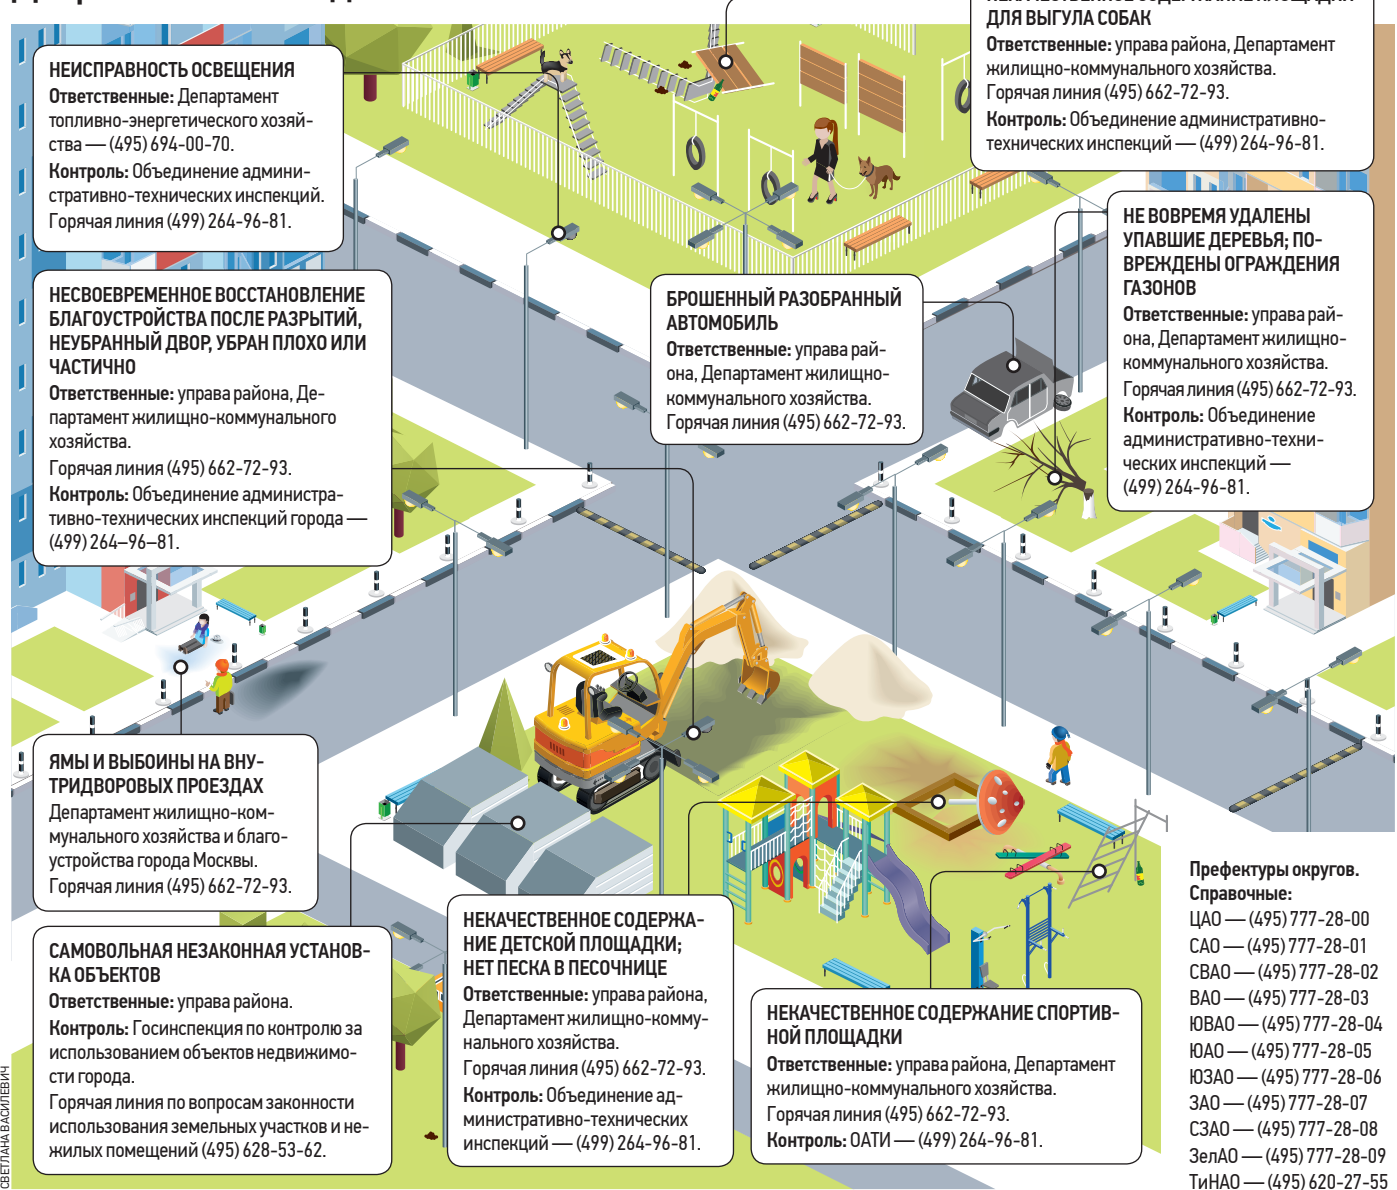 ДЛЯ ВЫГУЛА СОБАК
Ответственные: управа района, Департамент
жилищно-коммунального хозяйства.
Горячая линия (495) 662-72-93.
Контроль: Объединение административно-
технических инспекций — (499) 264-96-81.
НЕИСПРАВНОСТЬ ОСВЕЩЕНИЯ
Ответственные: Департамент
топливно-энергетического хозяй-
ства — (495) 694-00-70.
Контроль: Объединение админи-
стративно-технических инспекций.
Горячая линия (499) 264-96-81.
НЕ ВОВРЕМЯ УДАЛЕНЫ
УПАВШИЕ ДЕРЕВЬЯ; ПО-
ВРЕЖДЕНЫ ОГРАЖДЕНИЯ
ГАЗОНОВ
Ответственные: управа рай-
она, Департамент жилищно-
коммунального хозяйства.
Горячая линия (495) 662-72-93.
Контроль: Объединение
административно-техни-
ческих инспекций —
(499) 264-96-81.
НЕСВОЕВРЕМЕННОЕ ВОССТАНОВЛЕНИЕ
БЛАГОУСТРОЙСТВА ПОСЛЕ РАЗРЫТИЙ,
НЕУБРАННЫЙ ДВОР, УБРАН ПЛОХО ИЛИ
ЧАСТИЧНО
Ответственные: управа района, Де-
партамент жилищно-коммунального
хозяйства.
Горячая линия (495) 662-72-93.
Контроль: Объединение администра-
тивно-технических инспекций города —
(499) 264–96–81.
БРОШЕННЫЙ РАЗОБРАННЫЙ
АВТОМОБИЛЬ
Ответственные: управа рай-
она, Департамент жилищно-
коммунального хозяйства.
Горячая линия (495) 662-72-93.
ЯМЫ И ВЫБОИНЫ НА ВНУ-
ТРИДВОРОВЫХ ПРОЕЗДАХ
Департамент жилищно-ком-
мунального хозяйства и благо-
устройства города Москвы.
Горячая линия (495) 662-72-93.
САМОВОЛЬНАЯ НЕЗАКОННАЯ УСТАНОВ-
КА ОБЪЕКТОВ
Ответственные: управа района.
Контроль: Госинспекция по контролю за
использованием объектов недвижимо-
сти города.
Горячая линия по вопросам законности
использования земельных участков и не-
жилых помещений (495) 628-53-62.
НЕКАЧЕСТВЕННОЕ СОДЕРЖА-
НИЕ ДЕТСКОЙ ПЛОЩАДКИ;
НЕТ ПЕСКА В ПЕСОЧНИЦЕ
Ответственные: управа района,
Департамент жилищно-комму-
нального хозяйства.
Горячая линия (495) 662-72-93.
Контроль: Объединение ад-
министративно-технических
инспекций — (499) 264-96-81.
НЕКАЧЕСТВЕННОЕ СОДЕРЖАНИЕ СПОРТИВ-
НОЙ ПЛОЩАДКИ
Ответственные: управа района, Департамент
жилищно-коммунального хозяйства.
Горячая линия (495) 662-72-93.
Контроль: ОАТИ — (499) 264-96-81.
Префектуры округов.
Справочные:
ЦАО — (495) 777-28-00
САО — (495) 777-28-01
СВАО — (495) 777-28-02
ВАО — (495) 777-28-03
ЮВАО — (495) 777-28-04
ЮАО — (495) 777-28-05
ЮЗАО — (495) 777-28-06
ЗАО — (495) 777-28-07
СЗАО — (495) 777-28-08
ЗелАО — (495) 777-28-09
ТиНАО — (495) 620-27-55
СВЕТЛАНА ВАСИЛЕВИЧ